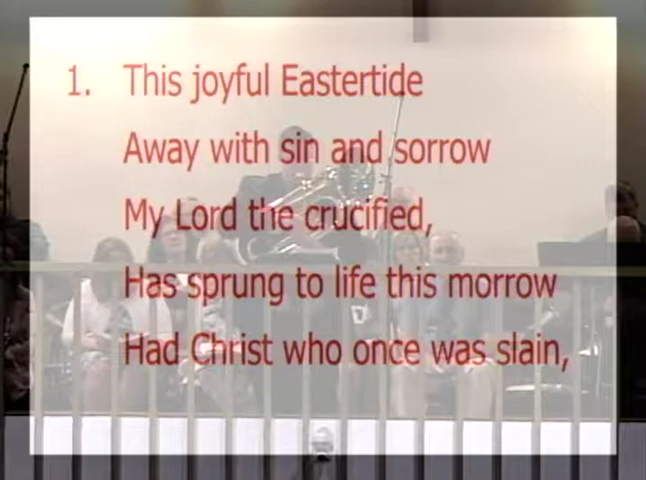 1. This joyful Eastertide
Away with sin and sorrow
My Lord the crucified,
Has sprung to life this morrow
Had Christ who once was slain,